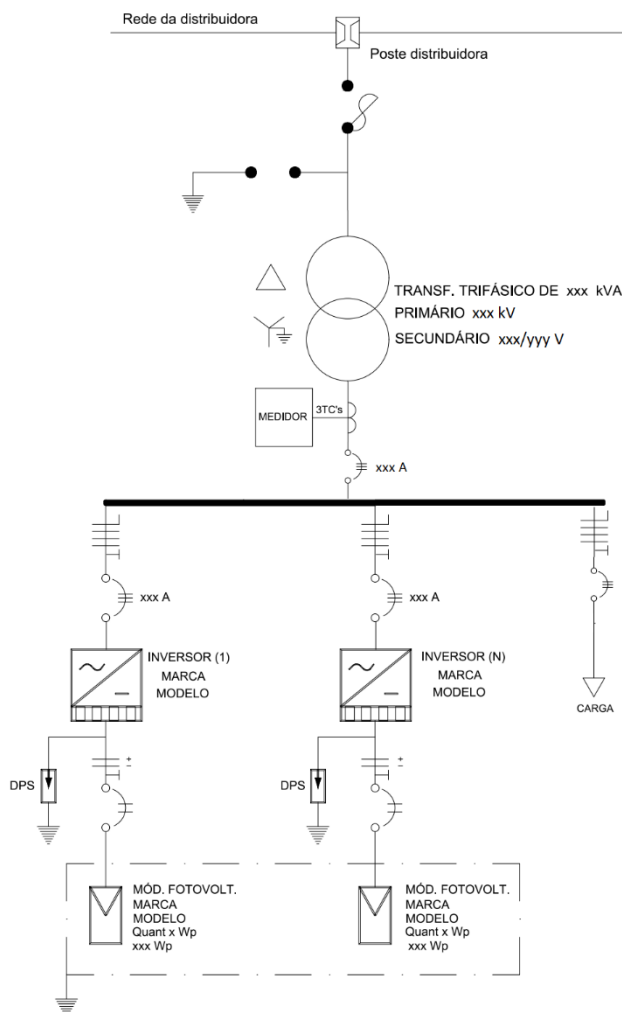 Rede da distribuidora
Poste distribuidora
TRANSF. TRIFÁSICO DE xxx kVA
PRIMÁRIO xxx kV
SECUNDÁRIO xxx/yyy V
MEDIDOR
3TC's
xxx A
xxx A
xxx A
INVERSOR (1)
MARCA
MODELO
INVERSOR (N)
MARCA
MODELO
CARGA
+
-
+
-
DPS
DPS
MÓD. FOTOVOLT.
MARCA
MODELO
Quant x Wp
xxx Wp
MÓD. FOTOVOLT.
MARCA
MODELO
Quant x Wp
xxx Wp